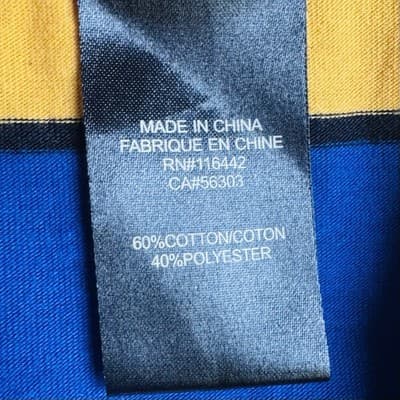 MADE IN CHINA
FABRIQUE EN CHINE
RN#116442
CA#56303
60%COTTON/COTON
40%POLYESTER